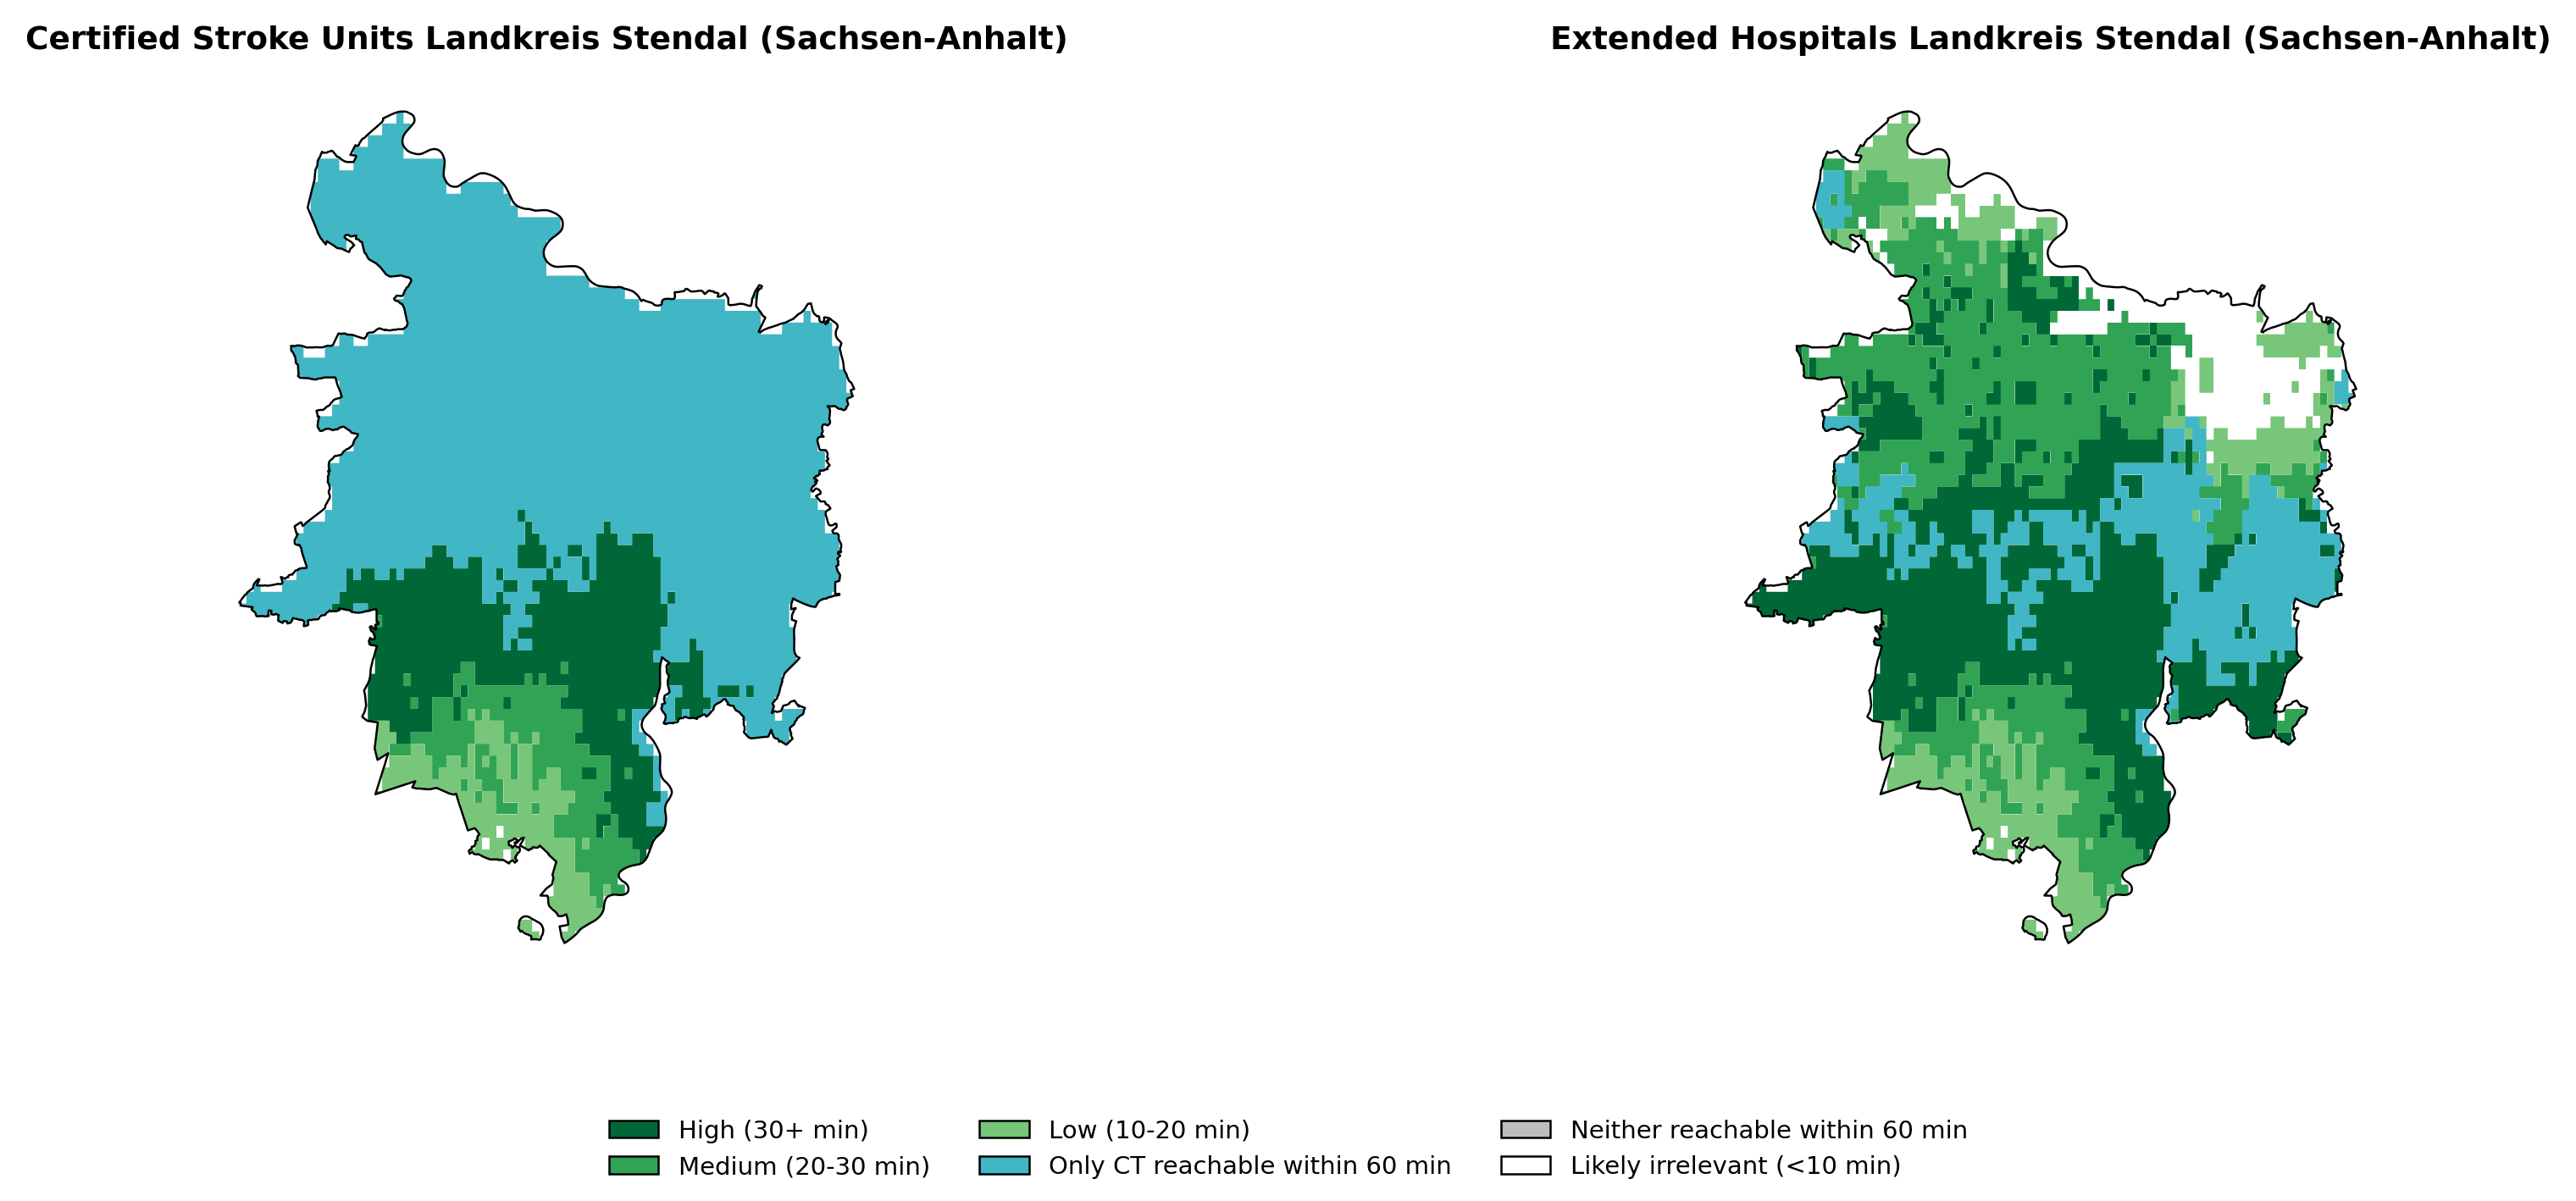 Certified Stroke Units Landkreis Stendal (Sachsen-Anhalt)
Extended Hospitals Landkreis Stendal (Sachsen-Anhalt)
High (30+ min)
Medium (20-30 min)
Low (10-20 min)
Only CT reachable within 60 min
Neither reachable within 60 min
Likely irrelevant (<10 min)